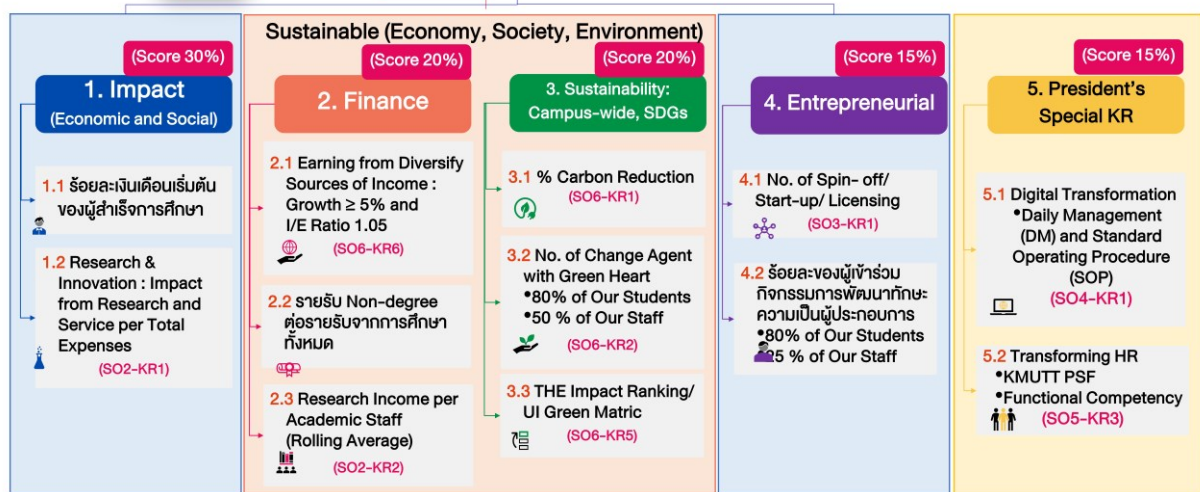 Sustainable (Economy, Society, Environment)
(Score 30%)
1. Impact
(Economic and Social)
1.1 ร้อยละเงินเดือนเริ่มต้น
ของผู้สำเร็จการศึกษา
1.2 Research &
Innovation : Impact
from Research and
Service per Total
Expenses
(SO2-KR1)
(Score 20%)
2. Finance
2.1 Earning from Diversify
Sources of Income :
Growth ≥ 5% and
I/E Ratio 1.05
(SO6-KR6)
2.2 รายรับ Non-degree
ต่อรายรับจากการศึกษา
ทั้งหมด
2.3 Research Income per
Academic Staff
(Rolling Average)
(SO2-KR2)
(Score 20%)
3. Sustainability:
Campus-wide, SDGs
3.1 % Carbon Reduction
(SO6-KR1)
3.2 No. of Change Agent
with Green Heart
•80% of Our Students
•50 % of Our Staff
(SO6-KR2)
3.3 THE Impact Ranking/
UI Green Matric
(SO6-KR5)
(Score 15%)
4. Entrepreneurial
4.1 No. of Spin- off/
Start-up/ Licensing
(SO3-KR1)
4.2 ร้อยละของผู้เข้าร่วม
กิจกรรมการพัฒนาทักษะ
ความเป็นผู้ประกอบการ
•80% of Our Students
25 % of Our Staff
(Score 15%)
5. President's
Special KR
5.1 Digital Transformation
•Daily Management
(DM) and Standard
Operating Procedure
(SOP)
(SO4-KR1)
5.2 Transforming HR
•KMUTT PSF
•Functional Competency
(SO5-KR3)